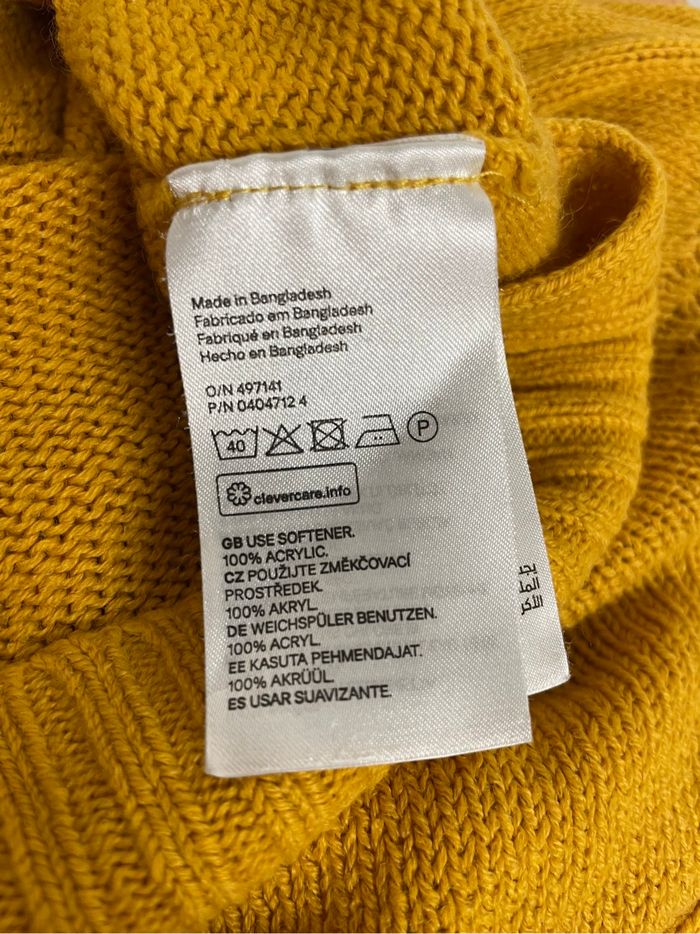 Made in Bangladesh
Fabricado em Bangladesh
Fabriqué en Bangladesh
Hecho en Bangladesh
O/N 497141
P/N 0404712 4
40
P
clevercare.info
GB USE SOFTENER.
100% ACRYLIC.
CZ POUŽIJTE ZMĚKČOVACÍ
PROSTŘEDEK.
100% AKRYL.
DE WEICHSPÜLER BENUTZEN.
100% ACRYL.
EE KASUTA PEHMENDAJAT.
100% AKRÜÜL.
ES USAR SUAVIZANTE.